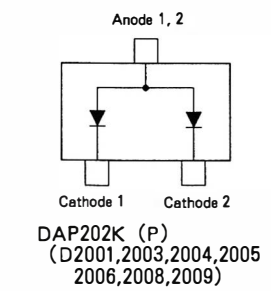 Anode 1, 2
Cathode 1 Cathode 2
DAP202K (P)
(D2001,2003,2004,2005
2006,2008,2009)